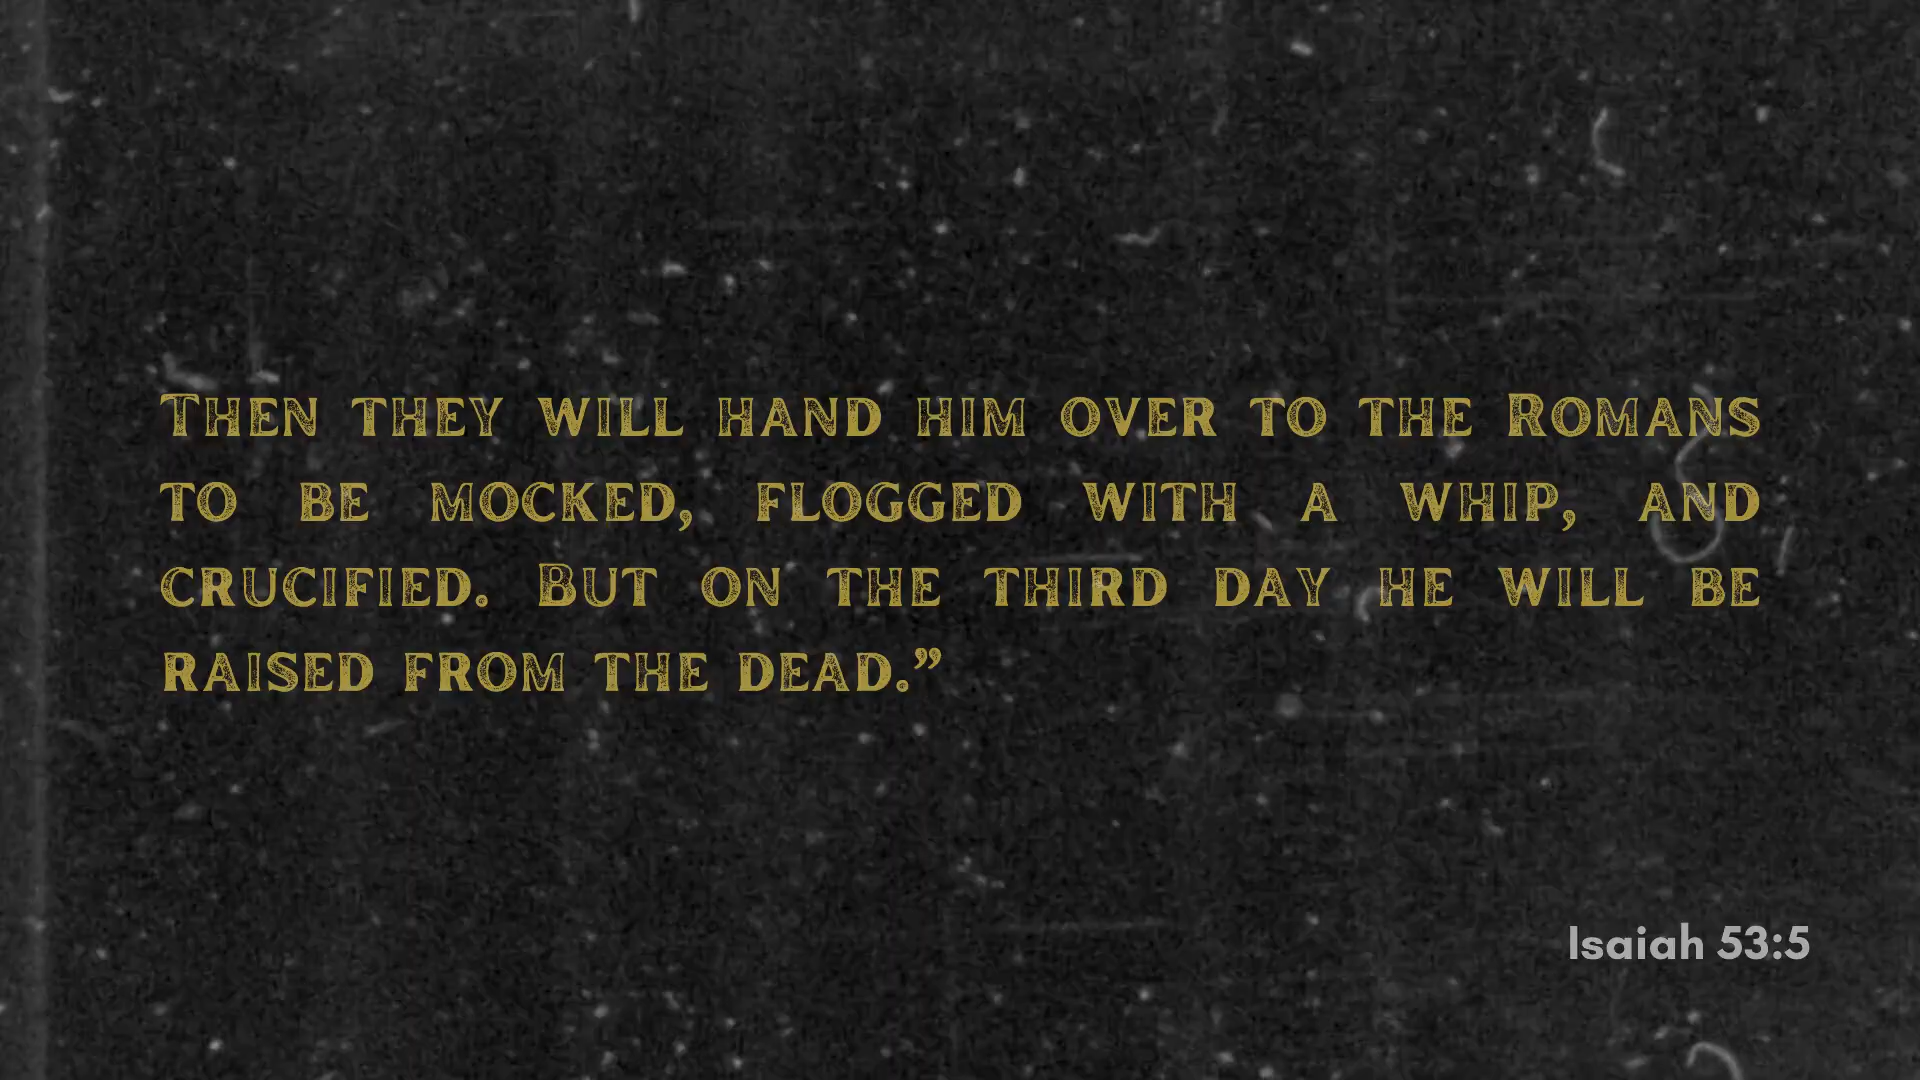 Then they will hand him over to the Romans
to be mocked, flogged with a whip, and
crucified. But on the third day he will be
raised from the dead.”
Isaiah 53:5